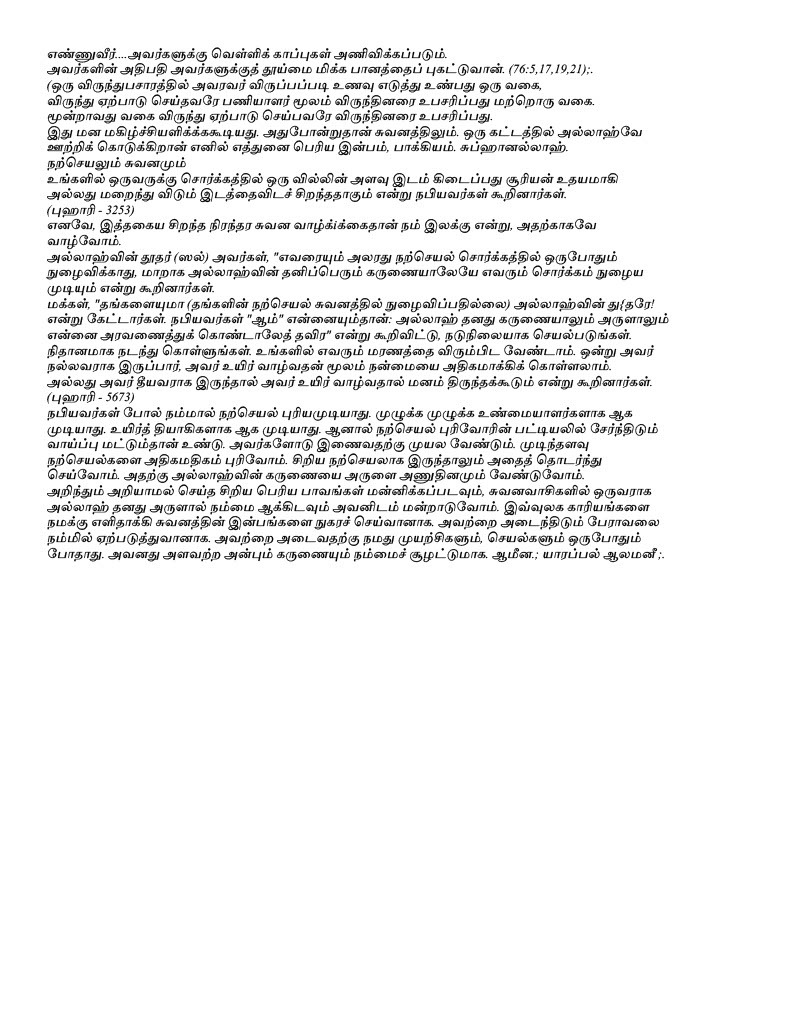 எண்ணுவீர்....அவர்களுக்கு வெள்ளிக் காப்புகள் அணிவிக்கப்படும்.
அவர்களின் அதிபதி அவர்களுக்குத் தூய்மை மிக்க பானத்தைப் புகட்டுவான். (76:5,17,19,21);.
(ஒரு விருந்துபசாரத்தில் அவரவர் விருப்பப்படி உணவு எடுத்து உண்பது ஒரு வகை,
விருந்து ஏற்பாடு செய்தவரே பணியாளர் மூலம் விருந்தினரை உபசரிப்பது மற்றொரு வகை.
மூன்றாவது வகை விருந்து ஏற்பாடு செய்பவரே விருந்தினரை உபசரிப்பது.
இது மன மகிழ்ச்சியளிக்க்ககூடியது. அதுபோன்றுதான் சுவனத்திலும். ஒரு கட்டத்தில் அல்லாஹ்வே
ஊற்றிக் கொடுக்கிறான் எனில் எத்துனை பெரிய இன்பம், பாக்கியம். சுப்ஹானல்லாஹ்.
நற்செயலும் சுவனமும்
உங்களில் ஒருவருக்கு சொர்க்கத்தில் ஒரு வில்லின் அளவு இடம் கிடைப்பது சூரியன் உதயமாகி
அல்லது மறைந்து விடும் இடத்தைவிடச் சிறந்ததாகும் என்று நபியவர்கள் கூறினார்கள்.
(புஹாரி - 3253)
எனவே, இத்தகைய சிறந்த நிரந்தர சுவன வாழ்க்iக்கைதான் நம் இலக்கு என்று, அதற்காகவே
வாழ்வோம்.
அல்லாஹ்வின் தூதர் (ஸல்) அவர்கள், "எவரையும் அலரது நற்செயல் சொர்க்கத்தில் ஒருபோதும்
நுழைவிக்காது, மாறாக அல்லாஹ்வின் தனிப்பெரும் கருணையாலேயே எவரும் சொர்க்கம் நுழைய
முடியும் என்று கூறினார்கள்.
மக்கள், "தங்களையுமா (தங்களின் நற்செயல் சுவனத்தில் நுழைவிப்பதில்லை) அல்லாஹ்வின் து{தரே!
என்று கேட்டார்கள். நபியவர்கள் "ஆம்" என்னையும்தான்: அல்லாஹ் தனது கருணையாலும் அருளாலும்
என்னை அரவணைத்துக் கொண்டாலேத் தவிர" என்று கூறிவிட்டு, நடுநிலையாக செயல்படுங்கள்.
நிதானமாக நடந்து கொள்ளுங்கள். உங்களில் எவரும் மரணத்தை விரும்பிட வேண்டாம். ஒன்று அவர்
நல்லவராக இருப்பார், அவர் உயிர் வாழ்வதன் மூலம் நன்மையை அதிகமாக்கிக் கொள்ளலாம்.
அல்லது அவர் தீயவராக இருந்தால் அவர் உயிர் வாழ்வதால் மனம் திருந்தக்கூடும் என்று கூறினார்கள்.
(புஹாரி - 5673)
நபியவர்கள் போல் நம்மால் நற்செயல் புரியமுடியாது. முழுக்க முழுக்க உண்மையாளர்களாக ஆக
முடியாது. உயிர்த் தியாகிகளாக ஆக முடியாது. ஆனால் நற்செயல் புரிவோரின் பட்டியலில் சேர்ந்திடும்
வாய்ப்பு மட்டும்தான் உண்டு. அவர்களோடு இணைவதற்கு முயல வேண்டும். முடிந்தளவு
நற்செயல்களை அதிகமதிகம் புரிவோம். சிறிய நற்செயலாக இருந்தாலும் அதைத் தொடர்ந்து
செய்வோம். அதற்கு அல்லாஹ்வின் கருணையை அருளை அணுதினமும் வேண்டுவோம்.
அறிந்தும் அறியாமல் செய்த சிறிய பெரிய பாவங்கள் மன்னிக்கப்படவும், சுவனவாசிகளில் ஒருவராக
அல்லாஹ் தனது அருளால் நம்மை ஆக்கிடவும் அவனிடம் மன்றாடுவோம். இவ்வுலக காரியங்களை
நமக்கு எளிதாக்கி சுவனத்தின் இன்பங்களை நுகரச் செய்வானாக. அவற்றை அடைந்திடும் பேராவலை
நம்மில் ஏற்படுத்துவானாக. அவற்றை அடைவதற்கு நமது முயற்சிகளும், செயல்களும் ஒருபோதும்
போதாது. அவனது அளவற்ற அன்பும் கருணையும் நம்மைச் சூழட்டுமாக. ஆமீன.; யாரப்பல் ஆலமனீ ;.